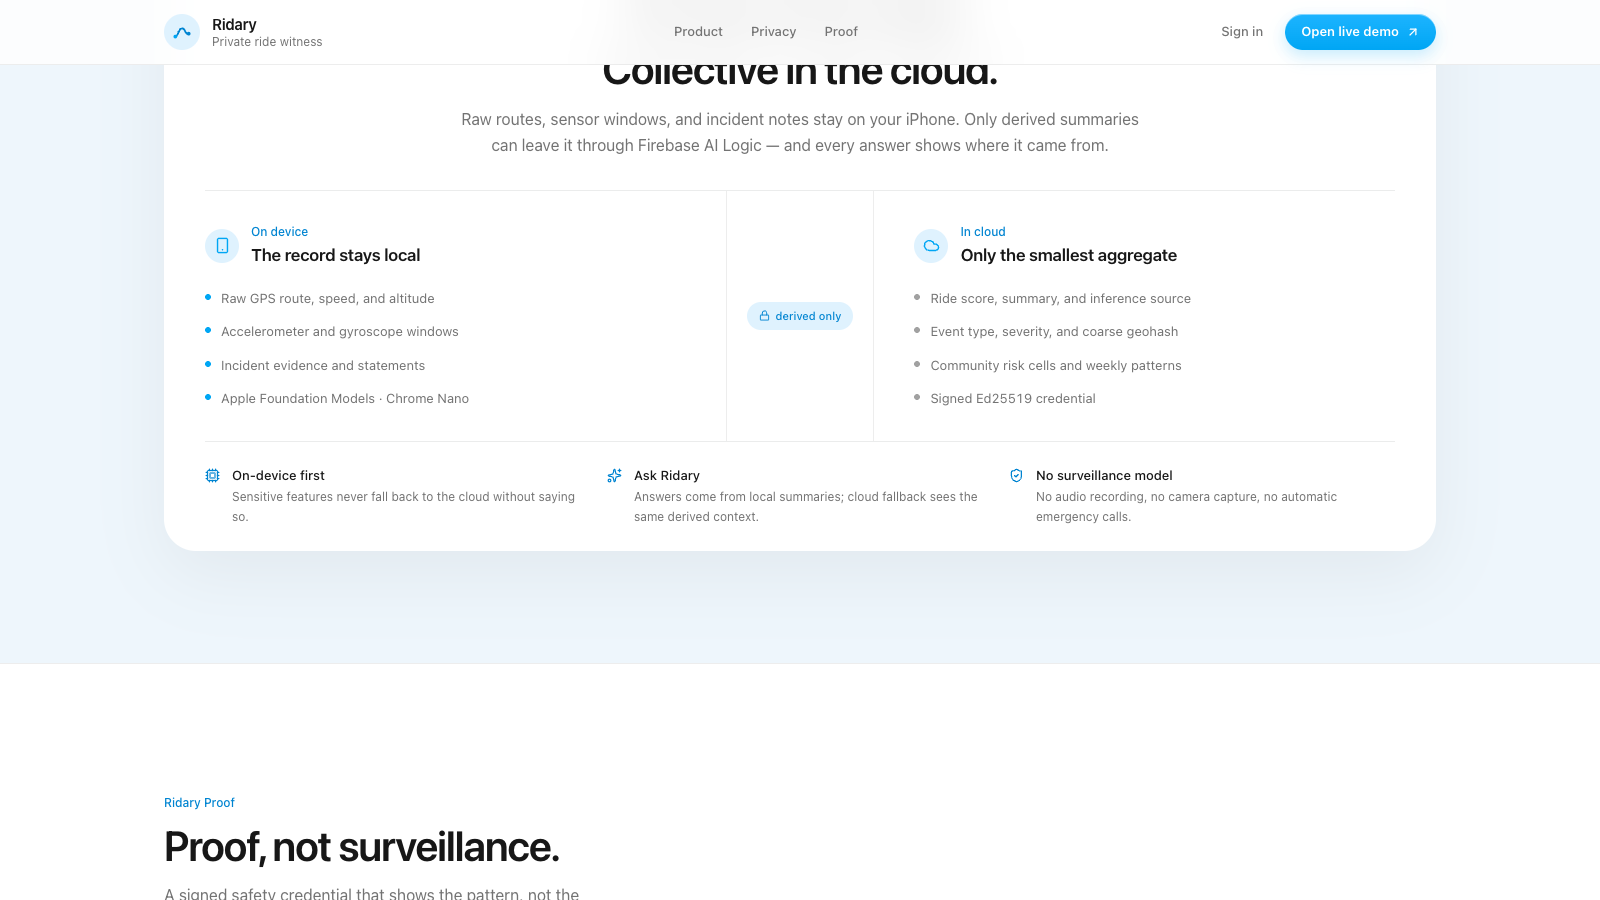 Ridary
Private ride witness
Product
Privacy
Proof
Sign in
Open live demo
Collective in the cloud.
Raw routes, sensor windows, and incident notes stay on your iPhone. Only derived summaries
can leave it through Firebase AI Logic — and every answer shows where it came from.
On device
The record stays local
Raw GPS route, speed, and altitude
Accelerometer and gyroscope windows
Incident evidence and statements
Apple Foundation Models · Chrome Nano
derived only
In cloud
Only the smallest aggregate
Ride score, summary, and inference source
Event type, severity, and coarse geohash
Community risk cells and weekly patterns
Signed Ed25519 credential
On-device first
Sensitive features never fall back to the cloud without saying
so.
Ask Ridary
Answers come from local summaries; cloud fallback sees the
same derived context.
No surveillance model
No audio recording, no camera capture, no automatic
emergency calls.
Ridary Proof
Proof, not surveillance.
A signed safety credential that shows the pattern, not the